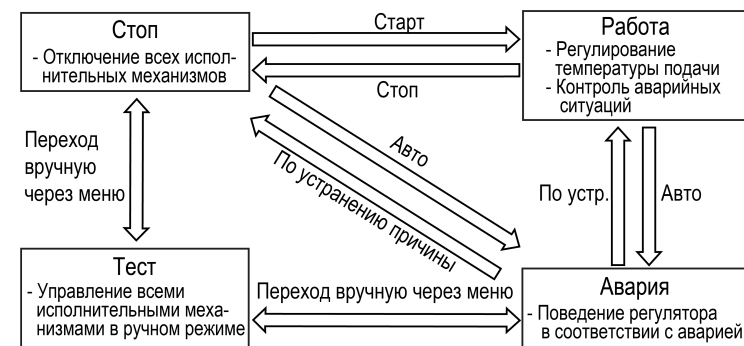 Стоп
- Отключение всех испол-
нительных механизмов
Старт
Стоп
Работа
- Регулирование
температуры подачи
- Контроль аварийных
ситуаций
Переход
вручную
через меню
Авто
По устранению причины
По устр.
Авто
Тест
- Управление всеми
исполнительными меха-
низмами в ручном режиме
Переход вручную через меню
Авария
- Поведение регулятора
в соответствии с аварией